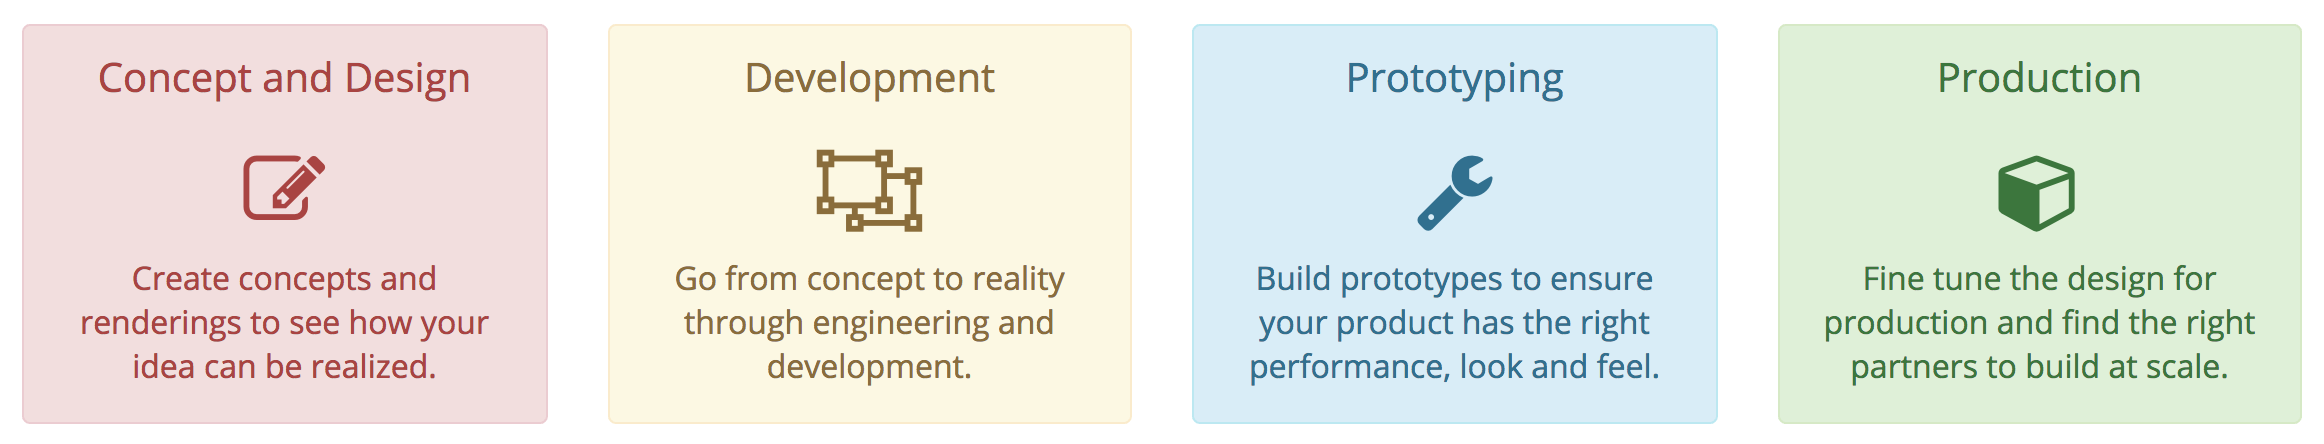 Concept and Design
Create concepts and
renderings to see how your
idea can be realized.
Development
Go from concept to reality
through engineering and
development.
Prototyping
Build prototypes to ensure
your product has the right
performance, look and feel.
Production
Fine tune the design for
production and find the right
partners to build at scale.